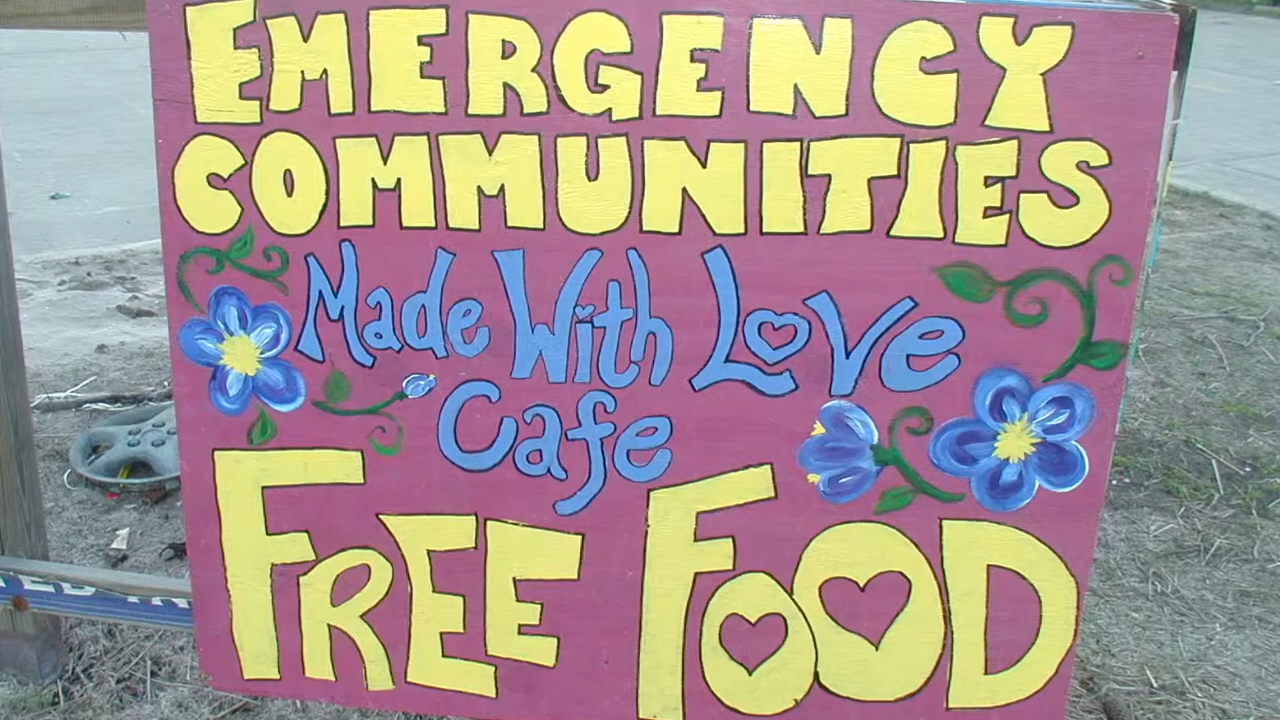 EMERGENCY
COMMUNITIES
Made With Love
Cafe
FREE FOOD